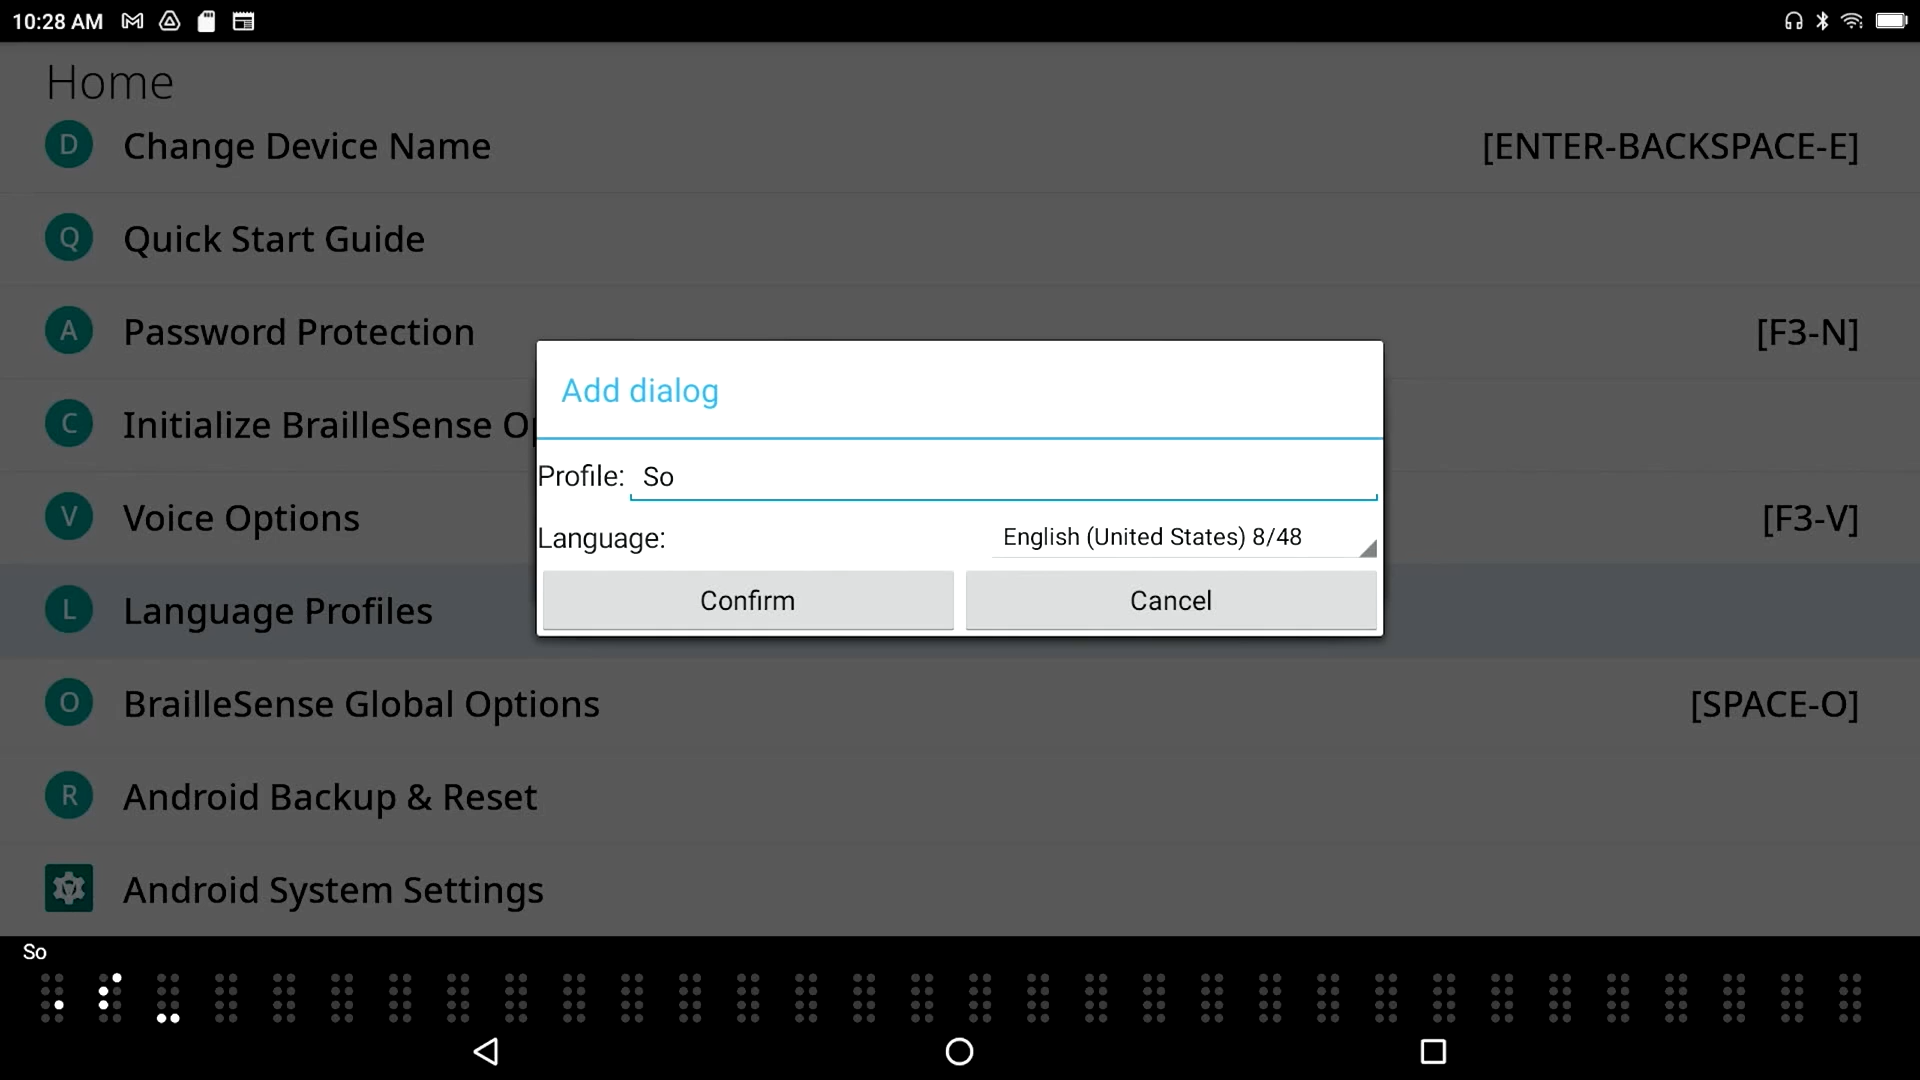 10:28 AM
Home
D Change Device Name [ENTER-BACKSPACE-E]
Q Quick Start Guide
A Password Protection [F3-N]
C Initialize BrailleSense O
V Voice Options [F3-V]
L Language Profiles
O BrailleSense Global Options [SPACE-O]
R Android Backup & Reset
Android System Settings
Add dialog
Profile: So
Language: English (United States) 8/48
Confirm Cancel
So